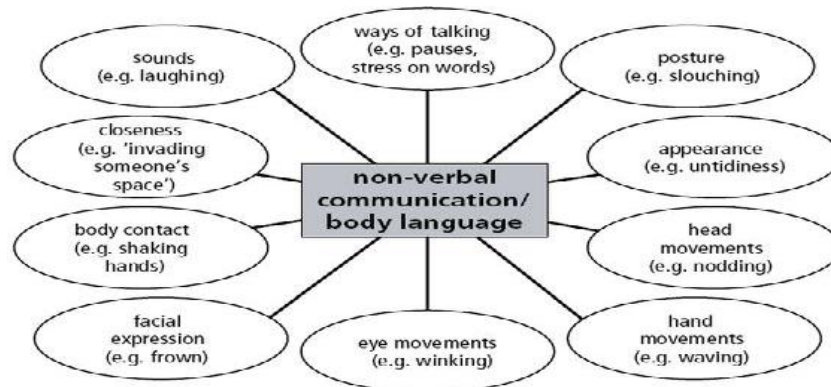 sounds
(e.g. laughing)
ways of talking
(e.g. pauses,
stress on words)
posture
(e.g. slouching)
closeness
(e.g. 'invading
someone's
space')
non-verbal
communication/
body language
appearance
(e.g. untidiness)
body contact
(e.g. shaking
hands)
head
movements
(e.g. nodding)
facial
expression
(e.g. frown)
eye movements
(e.g. winking)
hand
movements
(e.g. waving)